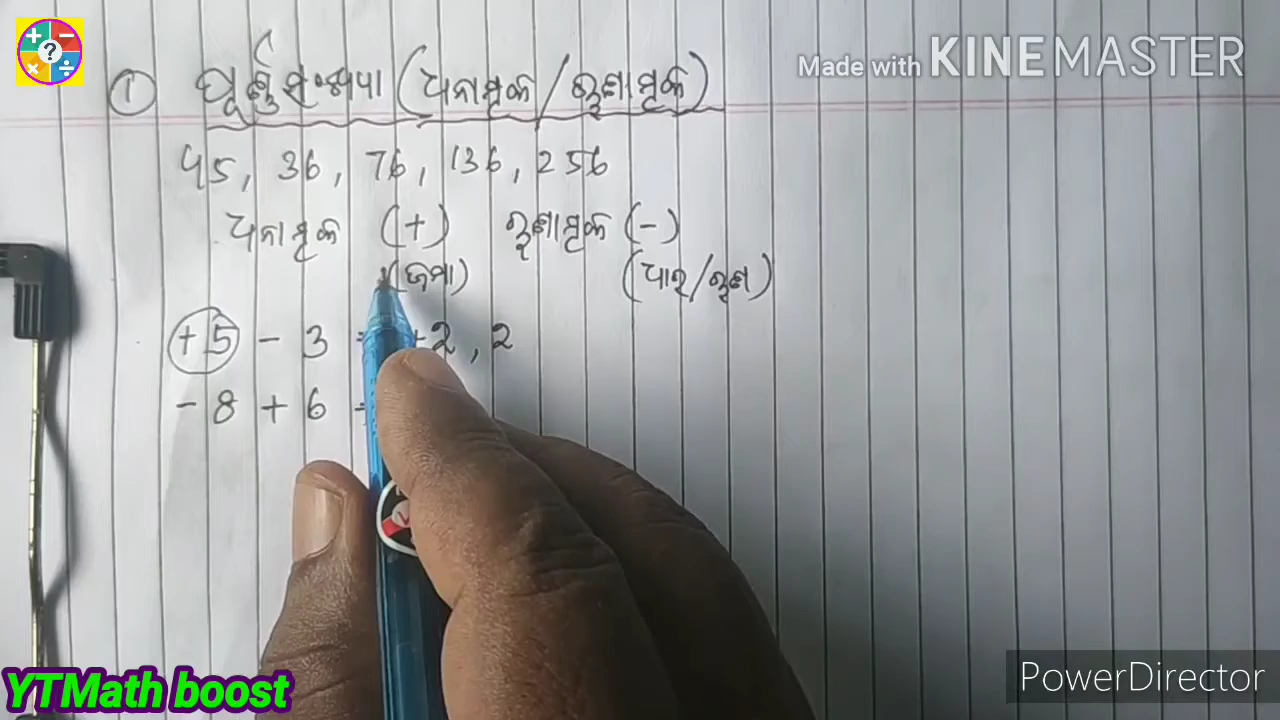 Made with KINEMASTER
① ପୂର୍ଣ୍ଣସଂଖ୍ୟା (ଧନାତ୍ମକ / ଋଣାତ୍ମକ)
45, 36, 76, 136, 256
ଧନାତ୍ମକ (+) ଋଣାତ୍ମକ (-)
(ଜମା) (ଧାର/ଋଣ)
+5 - 3 = +2, 2
- 8 + 6 =
YTMath boost
PowerDirector